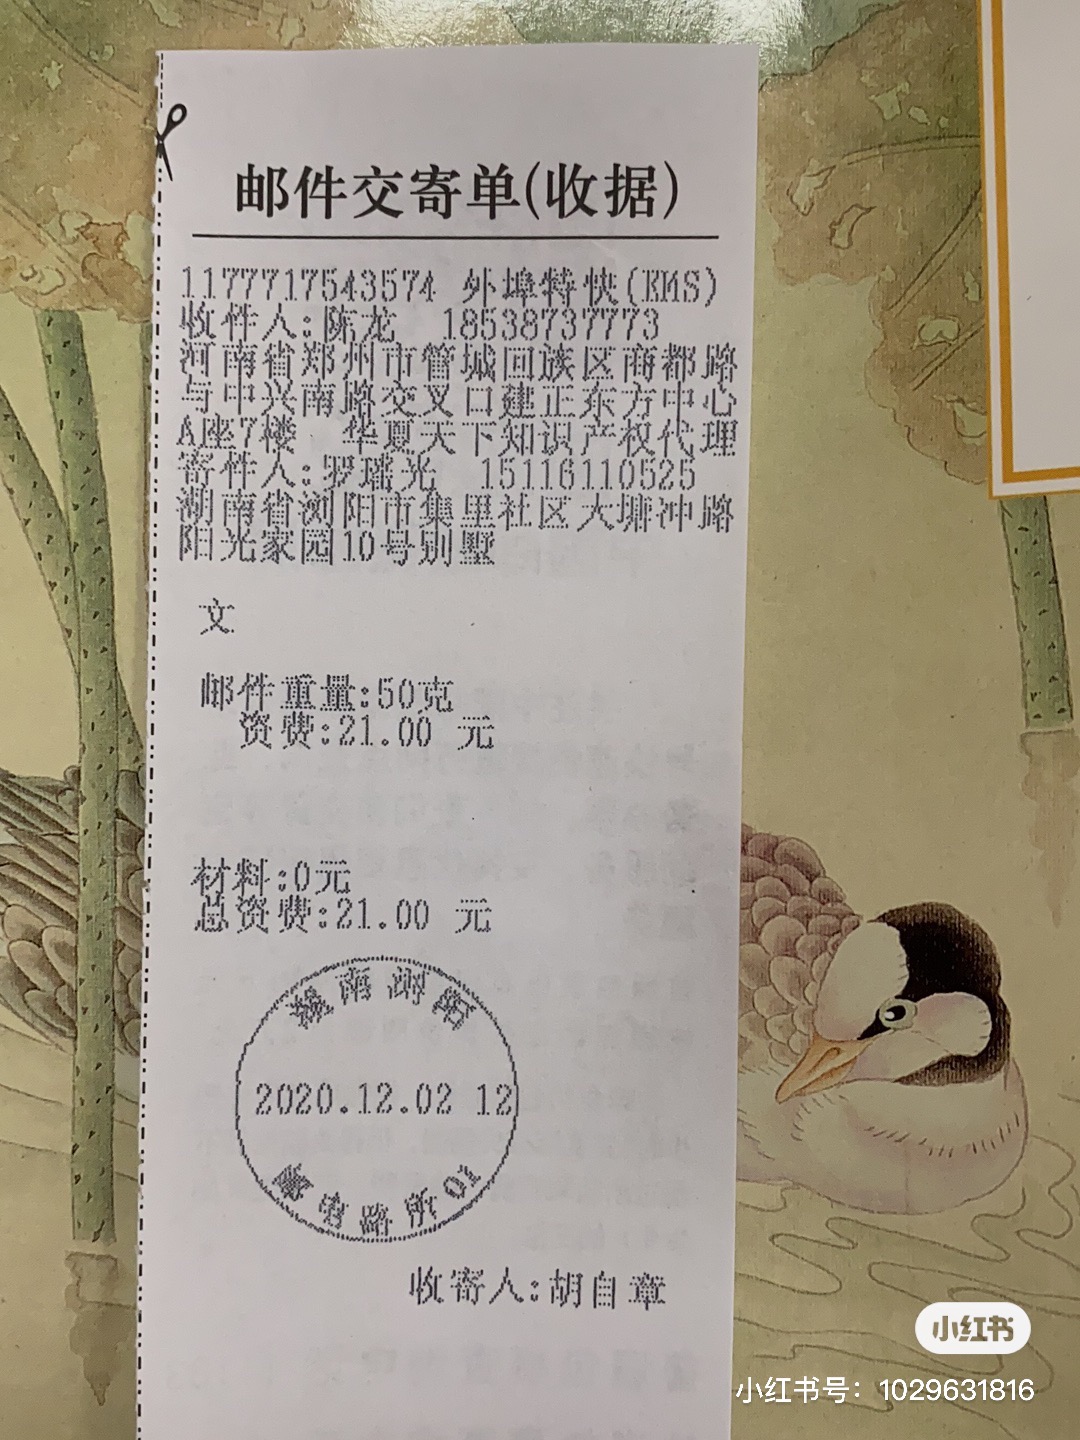 邮件交寄单(收据)
1177717543574 外埠特快(EMS)
收件人:陈龙 18538737773
河南省郑州市管城回族区商都路
与中兴南路交叉口建正东方中心
A座7楼 华夏天下知识产权代理
寄件人:罗瑶光 15116110525
湖南省浏阳市集里社区大塘冲路
阳光家园10号别墅
文
邮件重量:50克
资费:21.00 元
材料:0元
总资费:21.00 元
湖南浏阳
2020.12.02 12
路所01
收寄人:胡自章
小红书
小红书号：1029631816